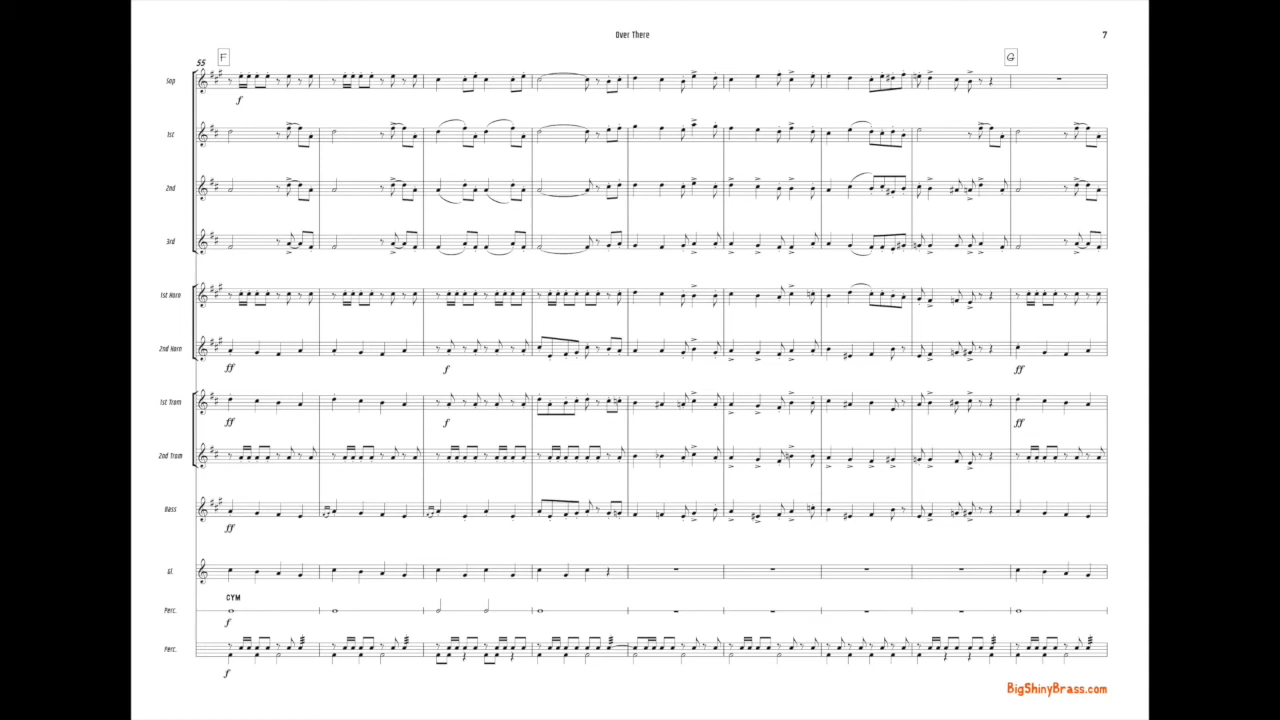 Over There
7
55
F
G
Sop
f
1st
2nd
3rd
1st Horn
2nd Horn
ff
f
ff
1st Trom
ff
f
ff
2nd Trom
Bass
ff
Gl.
CYM
Perc.
f
Perc.
f
BigShinyBrass.com